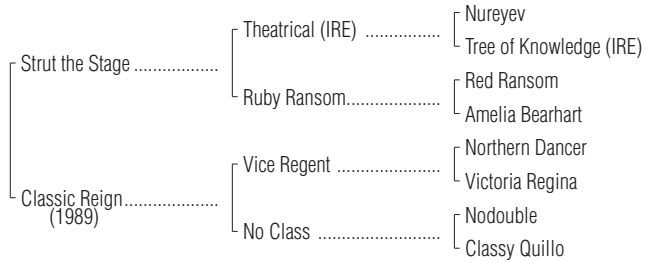 Nureyev
Theatrical (IRE) ................
Tree of Knowledge (IRE)
Strut the Stage ..................
Red Ransom
Ruby Ransom....................
Amelia Bearhart
Northern Dancer
Vice Regent ......................
Victoria Regina
Classic Reign....................
(1989)
Nodouble
No Class ..........................
Classy Quillo